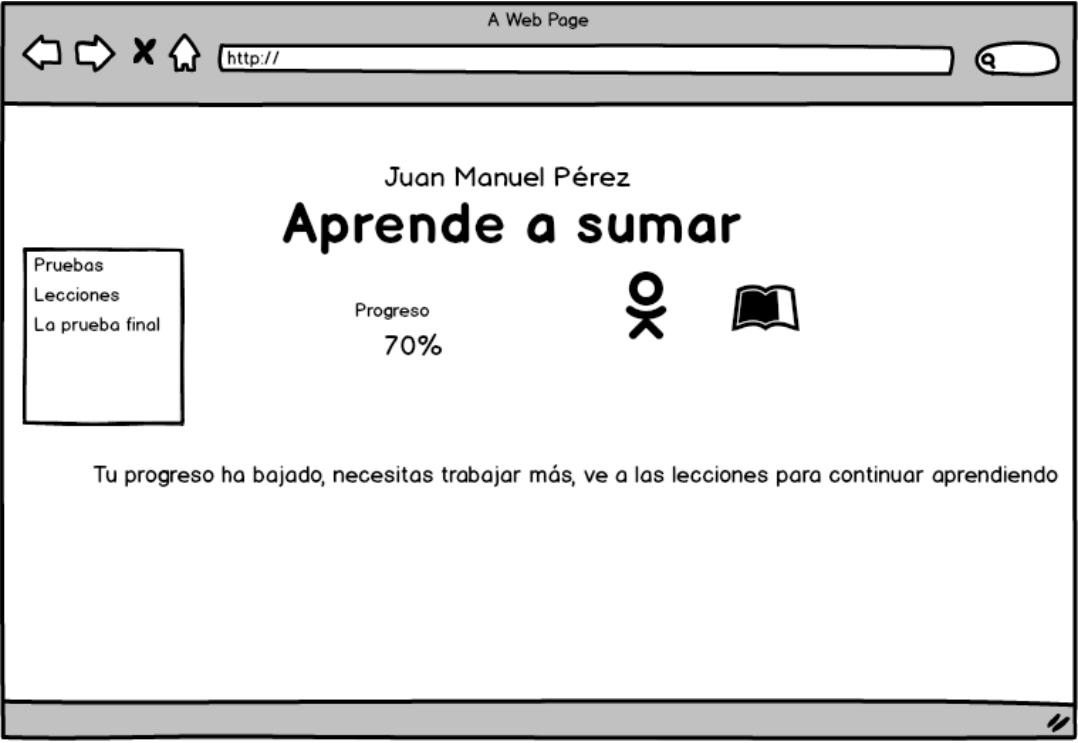 A Web Page
http://
Juan Manuel Pérez
Aprende a sumar
Pruebas
Lecciones
La prueba final
Progreso
70%
Tu progreso ha bajado, necesitas trabajar más, ve a las lecciones para continuar aprendiendo